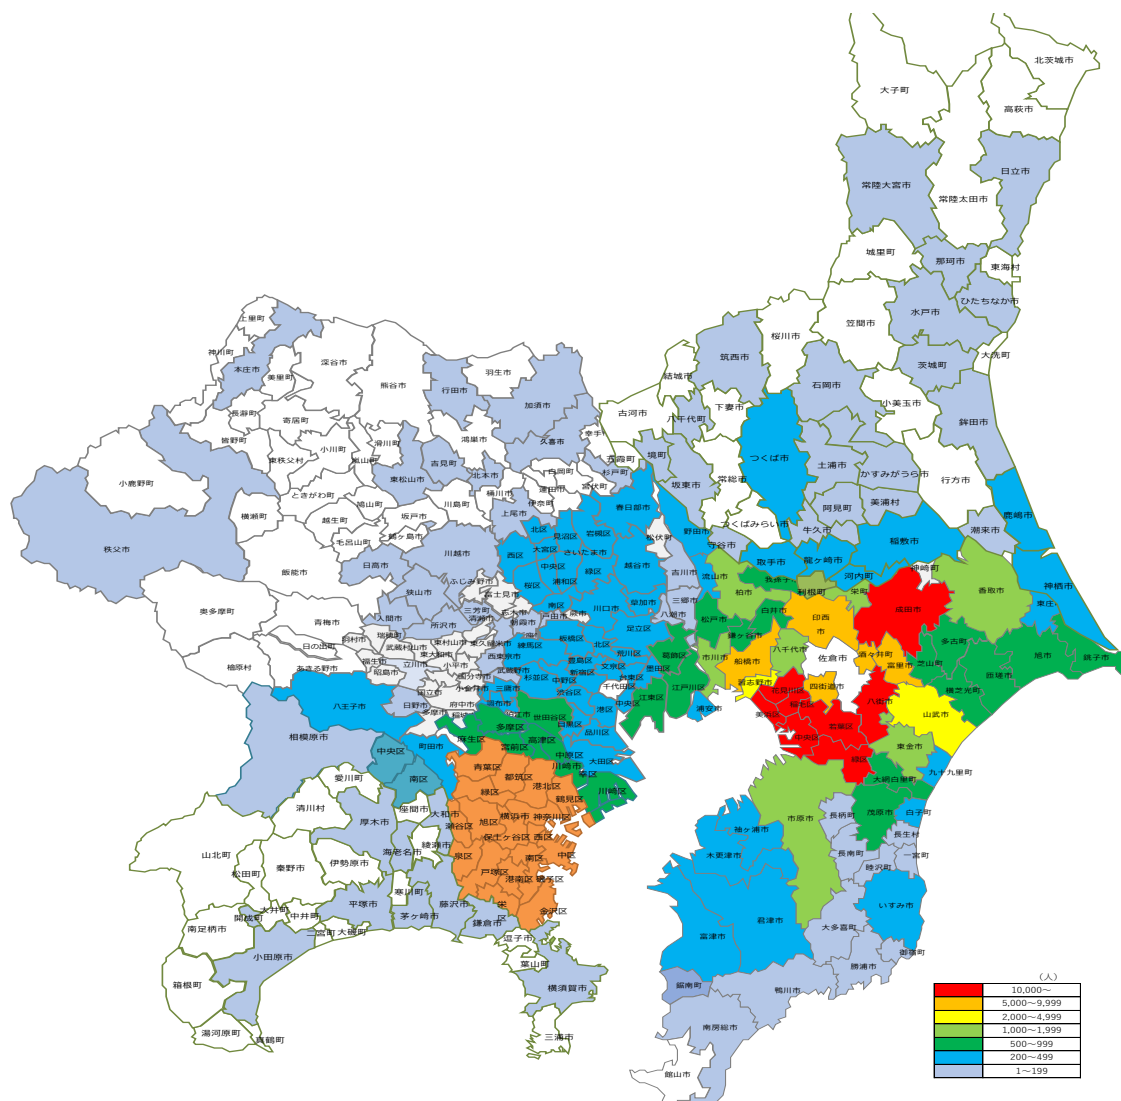 北茨城市
大子町
高萩市
日立市
常陸大宮市
常陸太田市
城里町
那珂市
東海村
ひたちなか市
水戸市
笠間市
桜川市
筑西市
大洗町
茨城町
結城市
石岡市
小美玉市
鉾田市
下妻市
古河市
八千代町
上里町
神川町
本庄市
美里町
深谷市
熊谷市
行田市
羽生市
加須市
長瀞町
寄居町
皆野町
小川町
滑川町
嵐山町
東秩父村
鴻巣市
久喜市
幸手市
五霞町
境町
坂東市
常総市
つくば市
土浦市
かすみがうら市
行方市
小鹿野町
ときがわ町
東松山市
吉見町
北本市
白岡町
蓮田市
宮伏町
杉戸町
桶川市
伊奈町
春日部市
つくばみらい市
阿見町
美浦村
牛久市
鹿嶋市
潮来市
稲敷市
横瀬町
鳩山町
越生町
毛呂山町
坂戸市
川島町
鶴ヶ島市
上尾市
北区
見沼区
岩槻区
松伏町
野田市
守谷市
取手市
龍ヶ崎市
河内町
神崎町
神栖市
東庄
香取市
秩父市
飯能市
日高市
川越市
西区
大宮区
さいたま市
中央区
緑区
越谷市
吉川市
流山市
我孫子
利根町
栄町
成田市
狭山市
ふじみ野市
富士見市
桜区
浦和区
南区
川口市
草加市
三郷市
八潮市
柏市
白井市
印西市
奥多摩町
青梅市
入間市
所沢市
三芳町
志木市
清瀬市
朝霞市
戸田市
足立区
松戸市
鎌ヶ谷市
八千代市
佐倉市
酒々井町
富里市
多古町
芝山町
旭市
銚子市
匝瑳市
横芝光町
山武市
日の出町
羽村市
瑞穂町
武蔵村山市
東村山市
東久留米市
東大和市
練馬区
板橋区
北区
荒川区
葛飾区
市川市
船橋市
習志野市
檜原村
あきる野市
福生市
昭島市
立川市
小平市
西東京市
武蔵野市
豊島区
文京区
台東区
墨田区
国分寺市
国立市
小金井
杉並区
中野区
新宿区
千代田区
江東区
江戸川区
浦安市
花見川区
稲毛区
四街道市
八街市
若葉区
美浜区
中央区
緑区
東金市
九十九里町
大網白里町
八王子市
日野市
多摩市
府中市
稲城
三鷹市
調布市
狛江市
世田谷区
渋谷区
目黒区
港区
中央区
品川区
大田区
相模原市
中央区
南区
町田市
麻生区
多摩区
宮前区
高津区
中原区
川崎市
幸区
川崎区
青葉区
都筑区
港北区
緑区
鶴見区
愛川町
清川村
座間市
大和市
瀬谷区
旭区
横浜市
神奈川区
保土ヶ谷区
西区
厚木市
海老名市
綾瀬市
泉区
南区
中区
戸塚区
港南区
磯子区
栄区
金沢区
山北町
松田町
秦野市
伊勢原市
寒川町
藤沢市
鎌倉市
逗子市
葉山町
横須賀市
三浦市
平塚市
茅ヶ崎市
大井町
開成町
中井町
二宮町
大磯町
南足柄市
小田原市
箱根町
湯河原町
真鶴町
市原市
長柄町
茂原市
白子町
長生村
長南町
睦沢町
一宮町
袖ヶ浦市
木更津市
いすみ市
君津市
富津市
大多喜町
御宿町
勝浦市
鋸南町
鴨川市
南房総市
館山市
（人）
10,000～
5,000～9,999
2,000～4,999
1,000～1,999
500～999
200～499
1～199